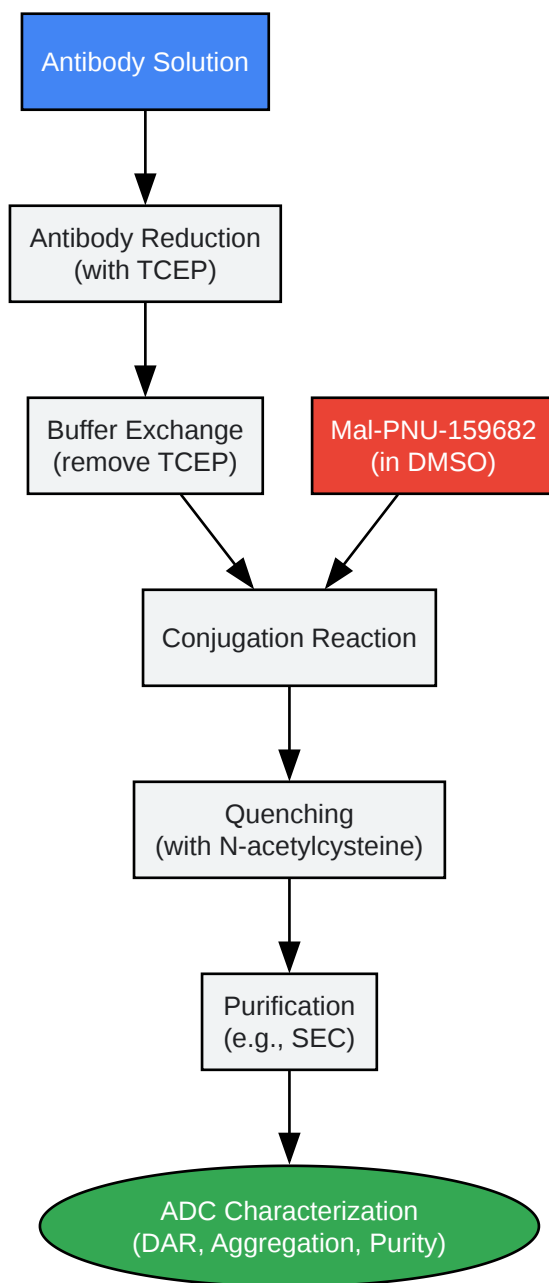 Antibody Solution
Antibody Reduction
(with TCEP)
Buffer Exchange
(remove TCEP)
Mal-PNU-159682
(in DMSO)
Conjugation Reaction
Quenching
(with N-acetylcysteine)
Purification
(e.g., SEC)
ADC Characterization
(DAR, Aggregation, Purity)